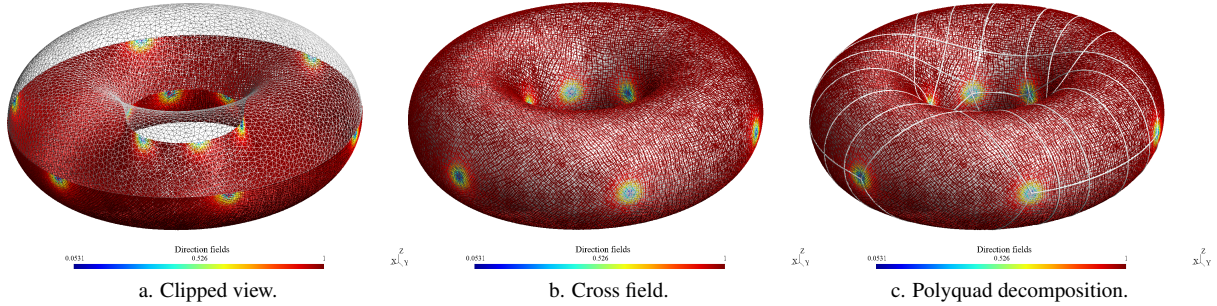 Direction fields
0.0531 0.526 1
a. Clipped view.
Direction fields
0.0531 0.526 1
Z
X Y
b. Cross field.
Direction fields
0.0531 0.526 1
Z
X Y
c. Polyquad decomposition.
Z
X Y